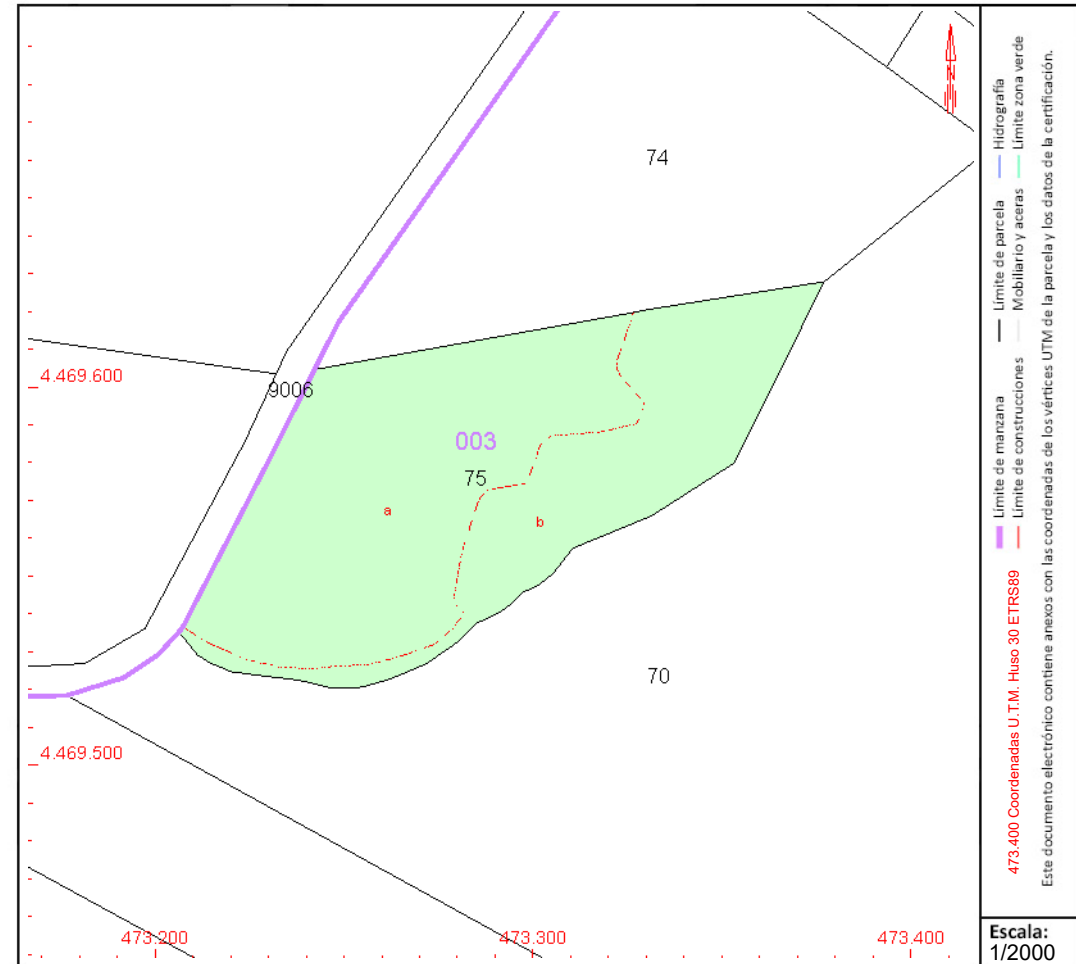 74
4.469.600
9006
003
75
a
b
70
4.469.500
473.200
473.300
473.400
473.400 Coordenadas U.T.M. Huso 30 ETRS89
Límite de manzana
Límite de construcciones
Límite de parcela
Mobiliario y aceras
Hidrografía
Límite zona verde
Este documento electrónico contiene anexos con las coordenadas de los vértices UTM de la parcela y los datos de la certificación.
N
Escala:
1/2000